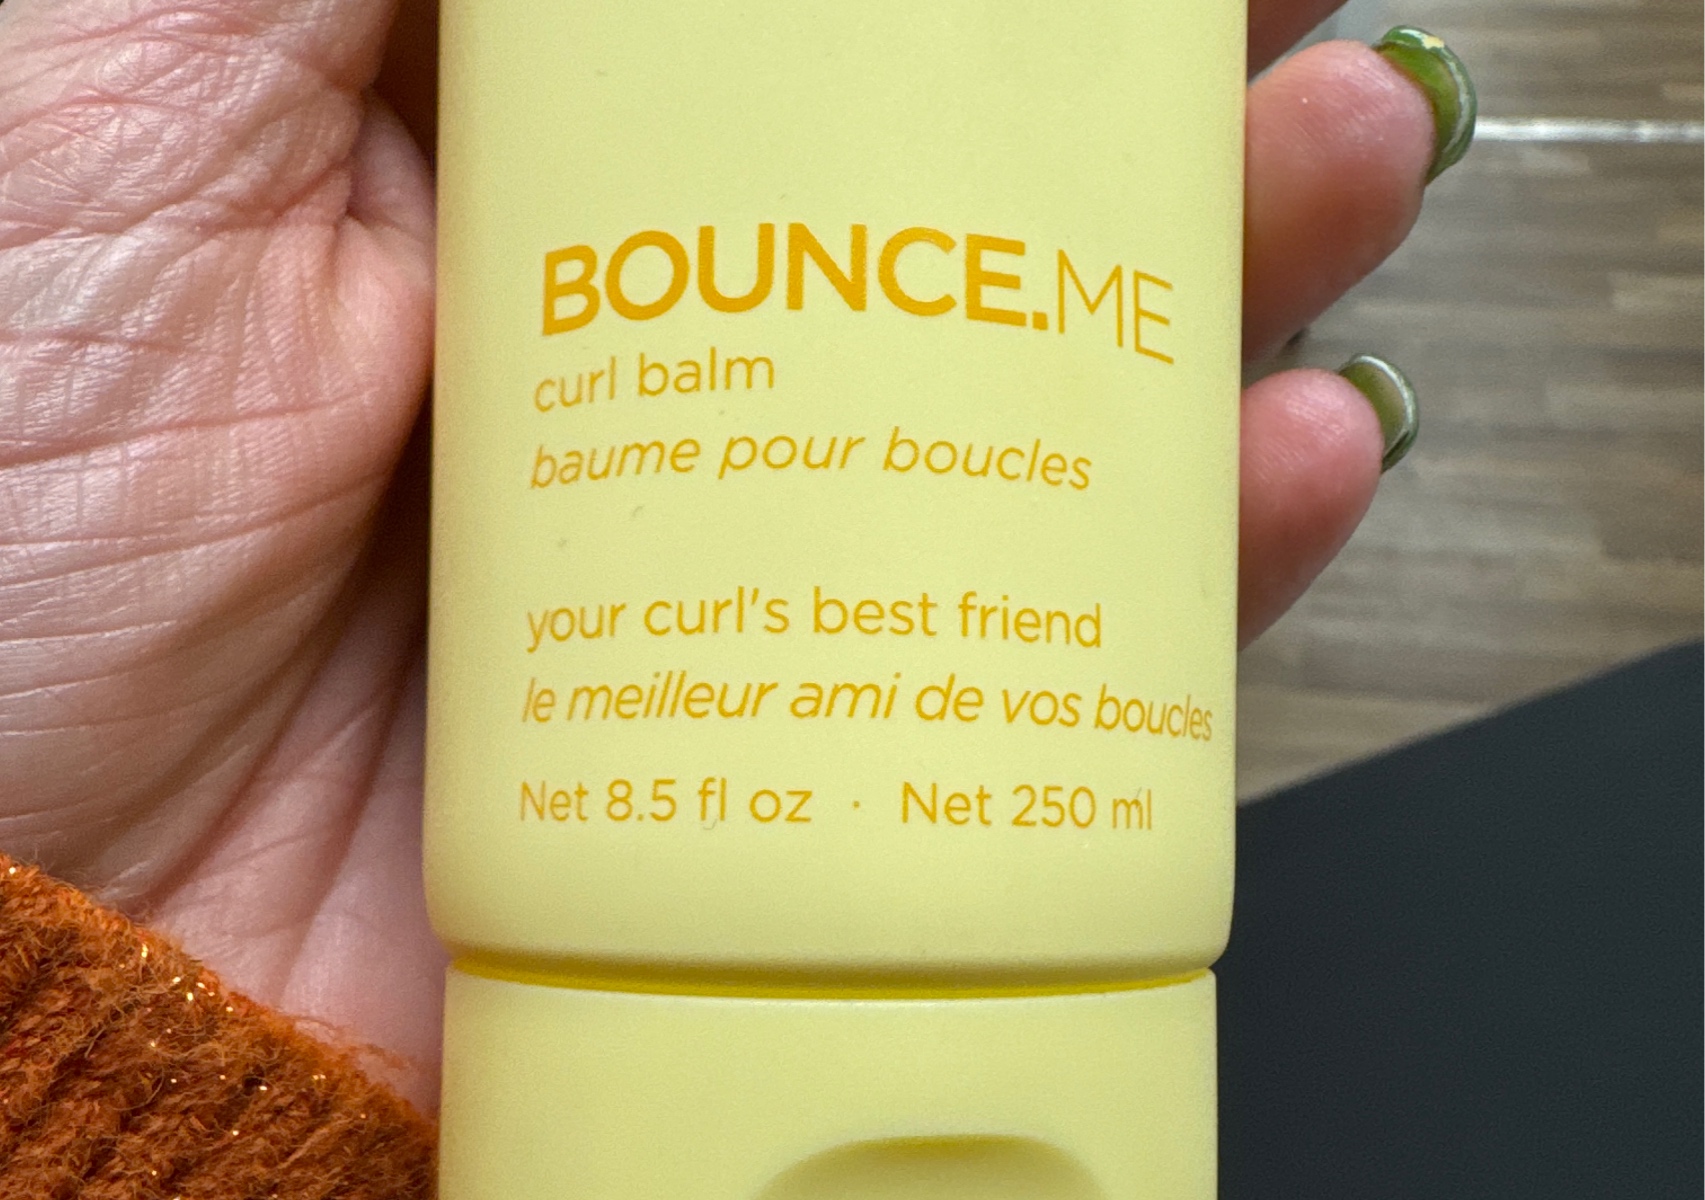 BOUNCE.ME
curl balm
baume pour boucles
your curl's best friend
le meilleur ami de vos boucles
Net 8.5 fl oz · Net 250 ml